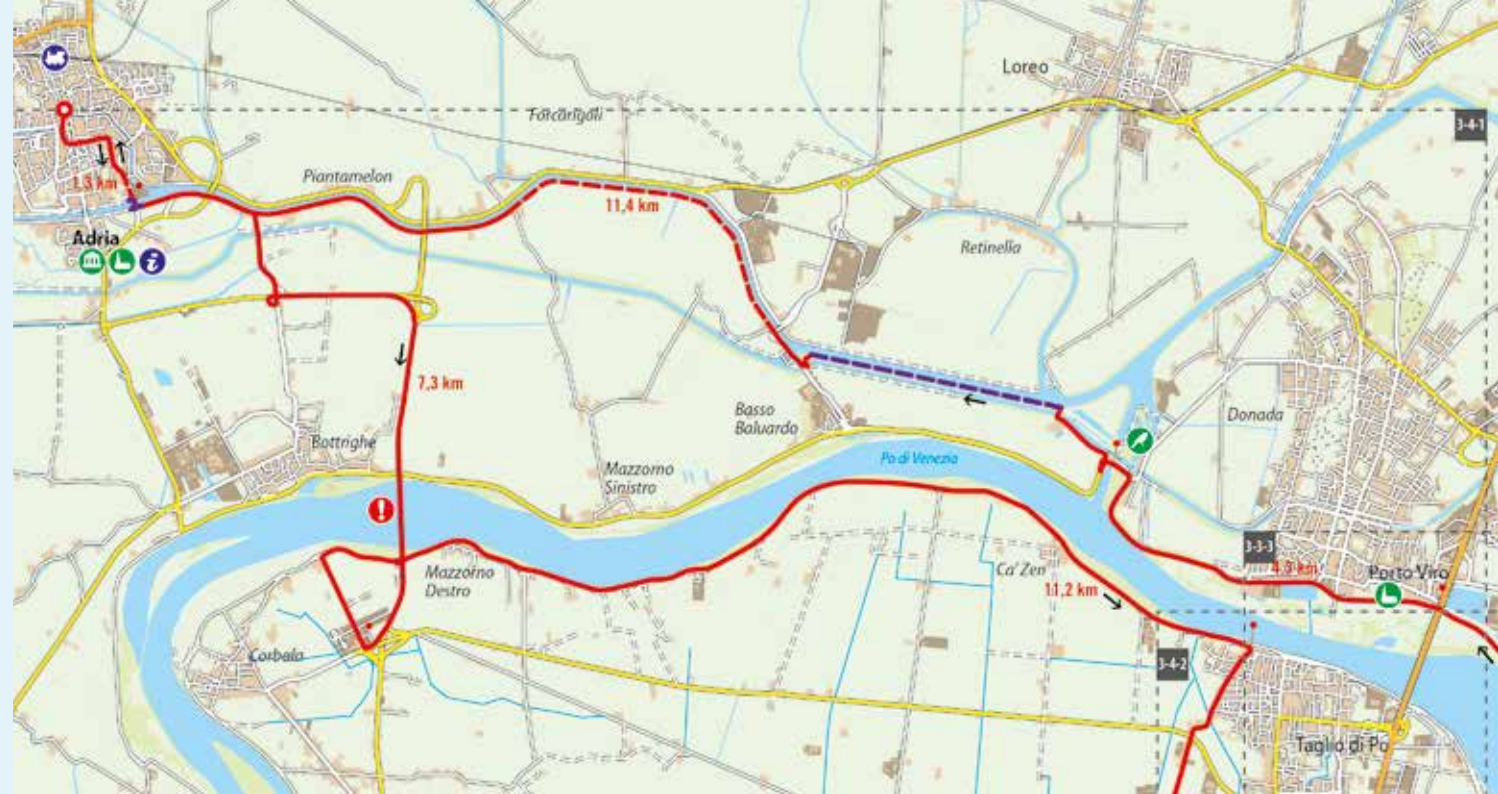 Loreo
Forcarigoli
3-4-1
Piantamelon
1,3 km
11,4 km
Adria
i
Retinella
7,3 km
Basso
Baluardo
Donada
Bottrighe
Mazzorno
Sinistro
Po di Venezia
!
Mazzorno
Destro
Ca' Zen
3-3-3
4,3 km
Porto Viro
11,2 km
Corbola
3-4-2
Taglio di Po